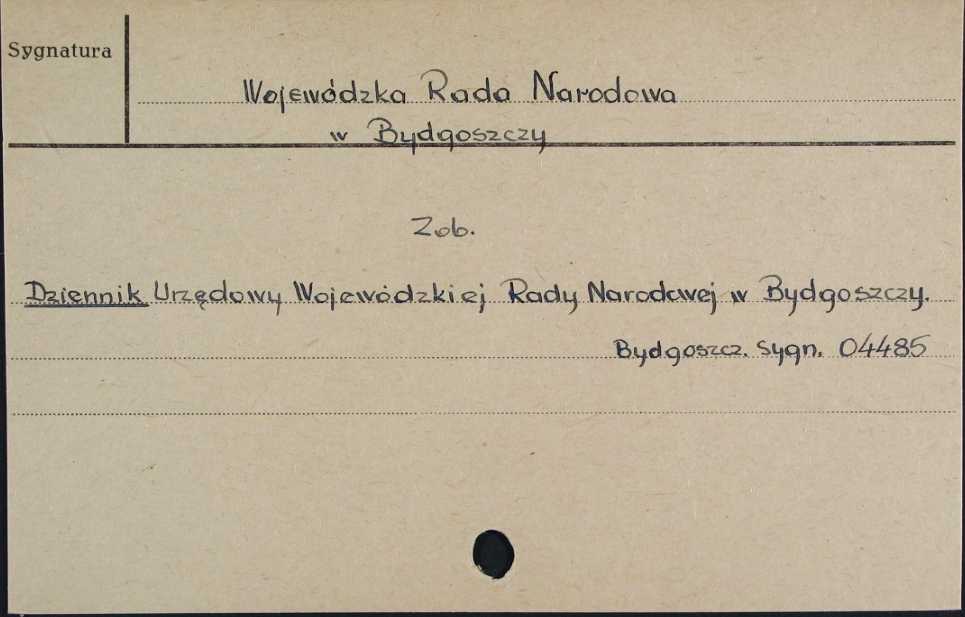 Sygnatura
Wojewódzka Rada Narodowa
w Bydgoszczy
Zob.
Dziennik Urzędowy Wojewódzkiej Rady Narodowej w Bydgoszczy.
Bydgoszcz. Sygn. 04485